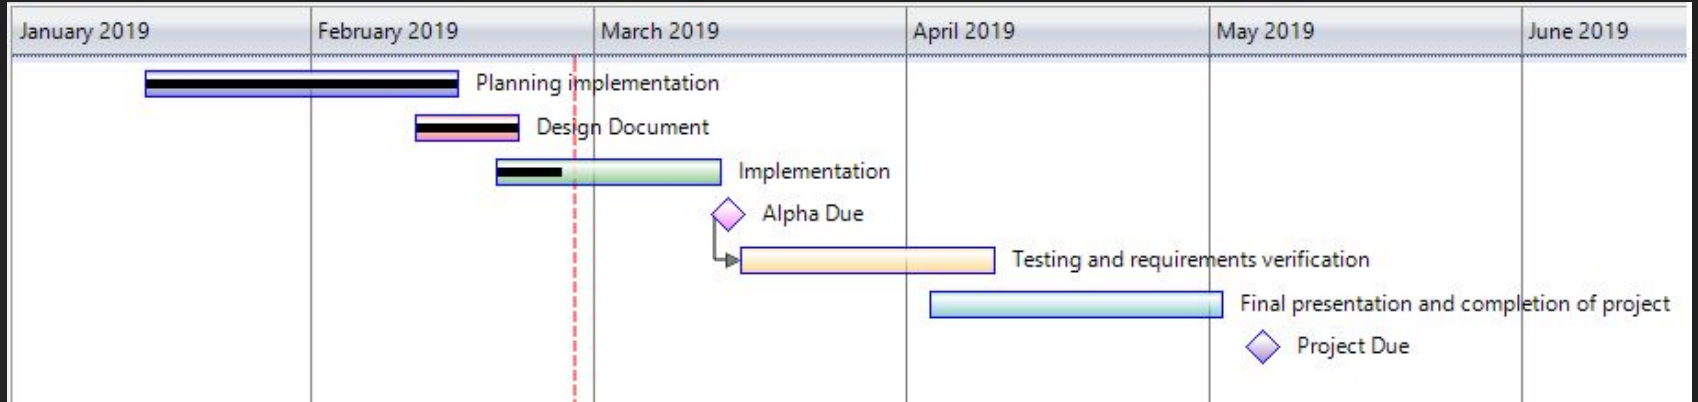 January 2019 February 2019 March 2019 April 2019 May 2019 June 2019
Planning implementation
Design Document
Implementation
Alpha Due
Testing and requirements verification
Final presentation and completion of project
Project Due